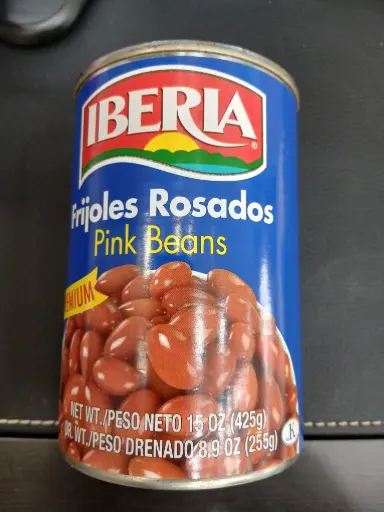 IBERIA
®
Frijoles Rosados
Pink Beans
NET WT./PESO NETO 15 OZ (425g)
WT./PESO DRENADO 8.9 OZ (255g)
K